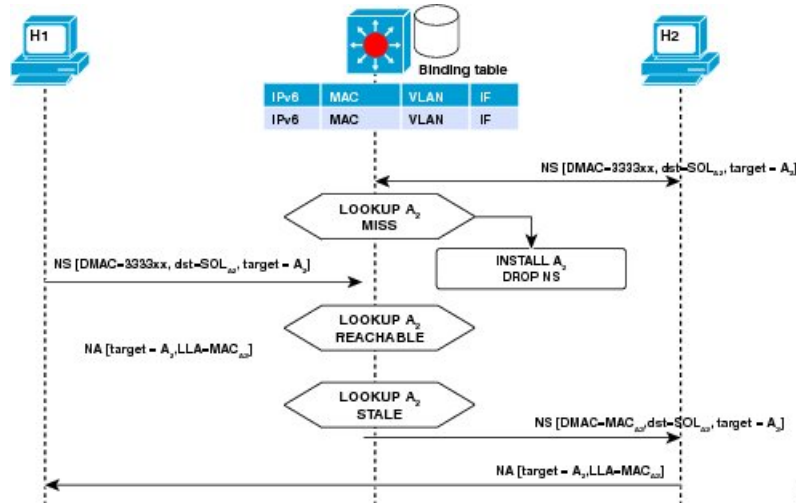 H1
H2
Binding table
IPv6 MAC VLAN IF
IPv6 MAC VLAN IF
NS [DMAC=3333xx, dst=SOLA2, target = A2]
LOOKUP A2
MISS
INSTALL A2
DROP NS
NS [DMAC=3333xx, dst=SOLA2, target = A2]
LOOKUP A2
REACHABLE
NA [target = A2,LLA=MACA2]
LOOKUP A2
STALE
NS [DMAC=MACA2,dst=SOLA2, target = A2]
NA [target = A2,LLA=MACA2]